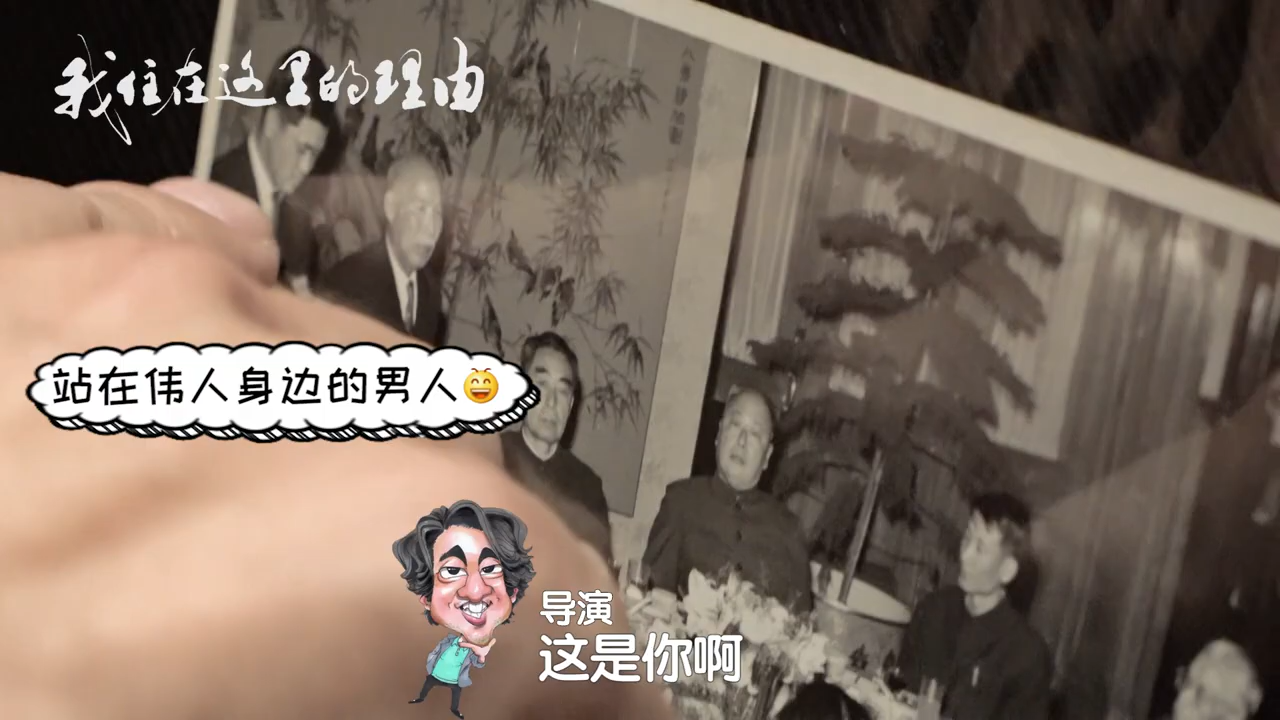 我住在这里的理由
站在伟人身边的男人😄
导演
这是你啊